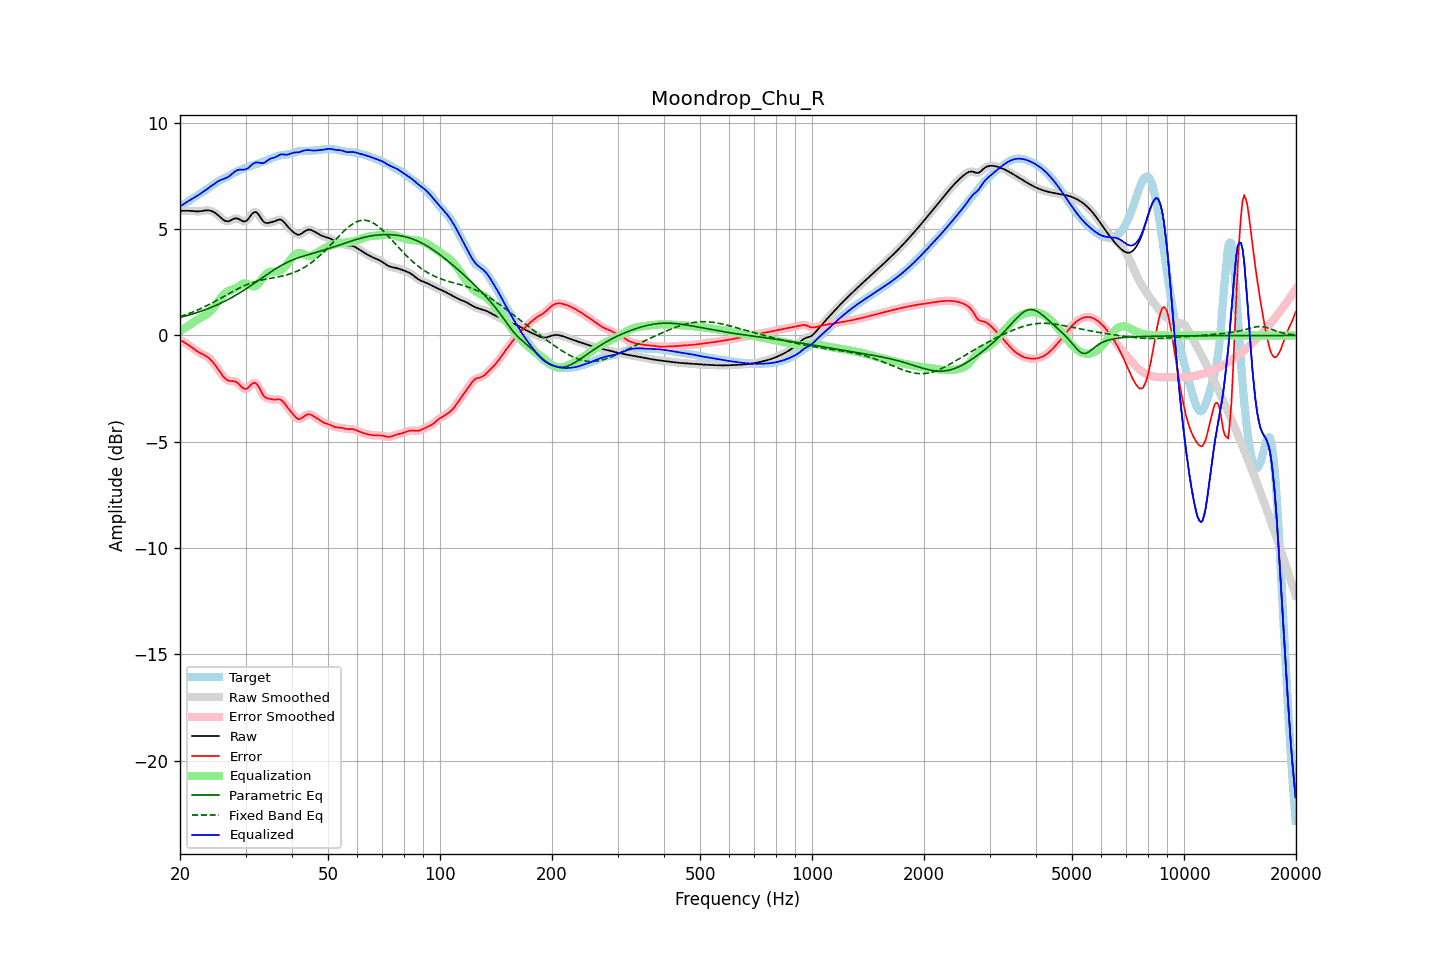 Moondrop_Chu_R
10
5
0
−5
−10
−15
−20
Amplitude (dBr)
Target
Raw Smoothed
Error Smoothed
Raw
Error
Equalization
Parametric Eq
Fixed Band Eq
Equalized
20 50 100 200 500 1000 2000 5000 10000 20000
Frequency (Hz)